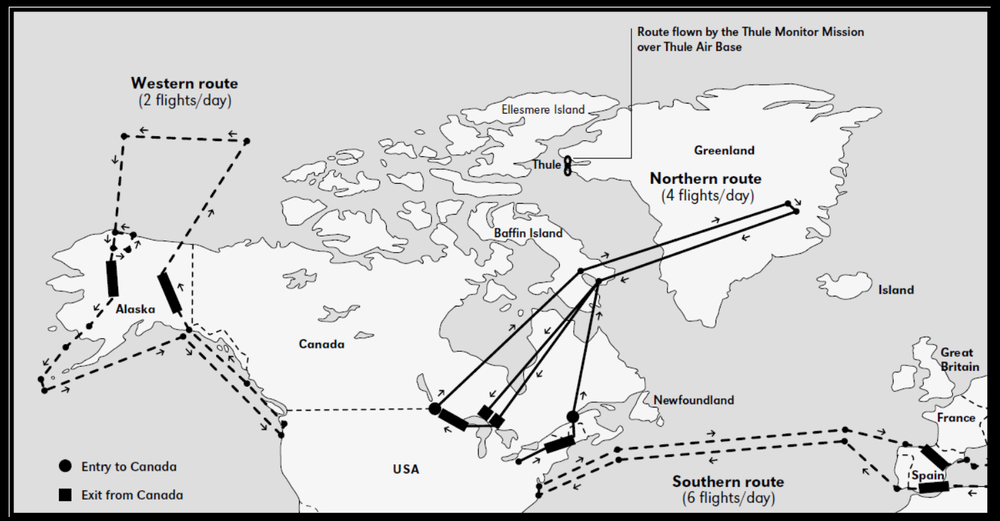 Route flown by the Thule Monitor Mission
over Thule Air Base
Western route
(2 flights/day)
Ellesmere Island
Greenland
Thule
Northern route
(4 flights/day)
Baffin Island
Island
Alaska
Canada
Great
Britain
Newfoundland
France
Entry to Canada
USA
Spain
Southern route
(6 flights/day)
Exit from Canada